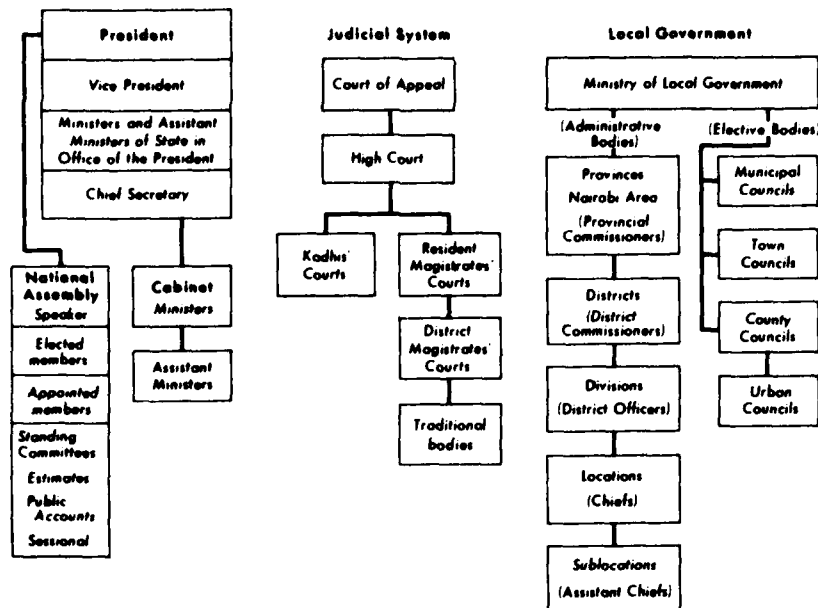 President
Vice President
Ministers and Assistant
Ministers of State in
Office of the President
Chief Secretary
National
Assembly
Speaker
Elected
members
Appointed
members
Standing
Committees
Estimates
Public
Accounts
Sessional
Cabinet
Ministers
Assistant
Ministers
Judicial System
Court of Appeal
High Court
Kadhis'
Courts
Resident
Magistrates'
Courts
District
Magistrates'
Courts
Traditional
bodies
Local Government
Ministry of Local Government
(Administrative
Bodies)
Provinces
Nairobi Area
(Provincial
Commissioners)
Districts
(District
Commissioners)
Divisions
(District Officers)
Locations
(Chiefs)
Sublocations
(Assistant Chiefs)
(Elective Bodies)
Municipal
Councils
Town
Councils
County
Councils
Urban
Councils